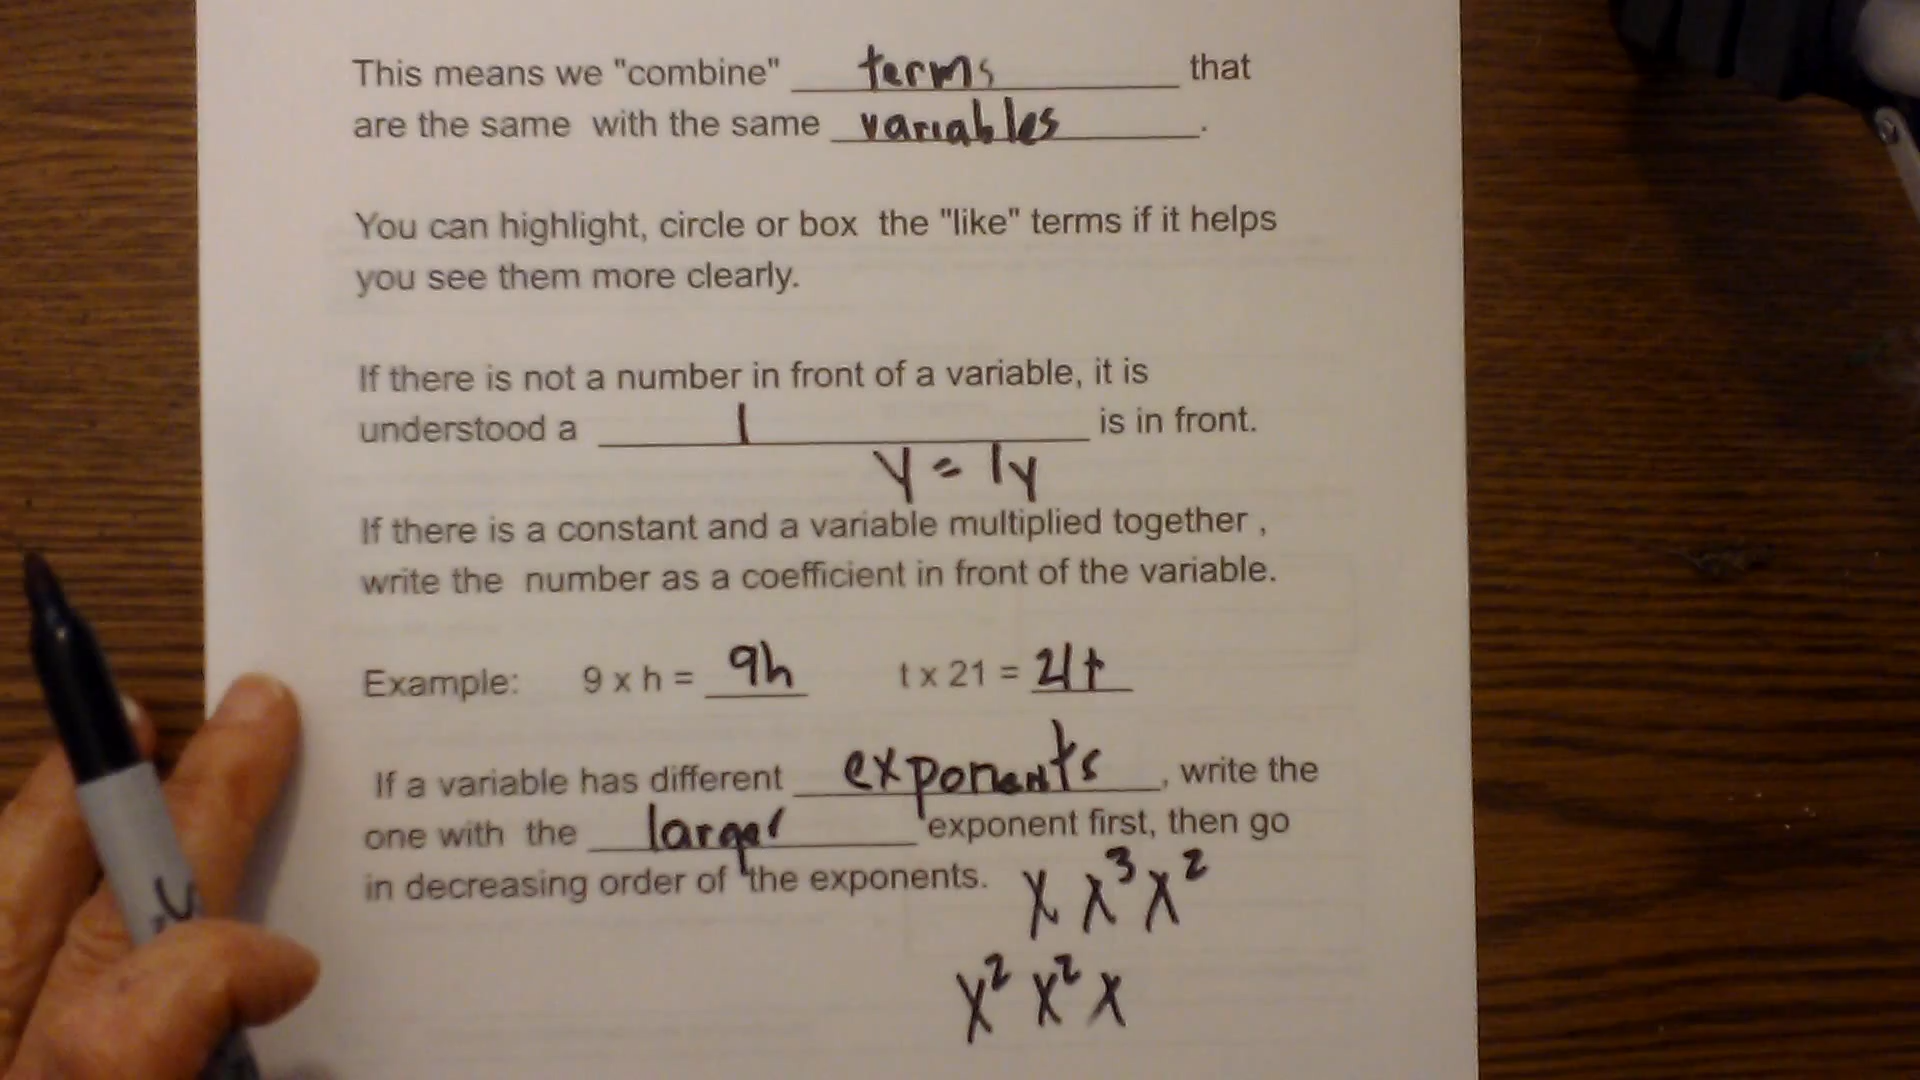 This means we "combine" terms that
are the same with the same variables.
You can highlight, circle or box the "like" terms if it helps
you see them more clearly.
If there is not a number in front of a variable, it is
understood a 1 is in front.
y = 1y
If there is a constant and a variable multiplied together ,
write the number as a coefficient in front of the variable.
Example: 9 x h = 9h t x 21 = 21t
If a variable has different exponents, write the
one with the larger exponent first, then go
in decreasing order of the exponents.
x x³ x²
x² x² x